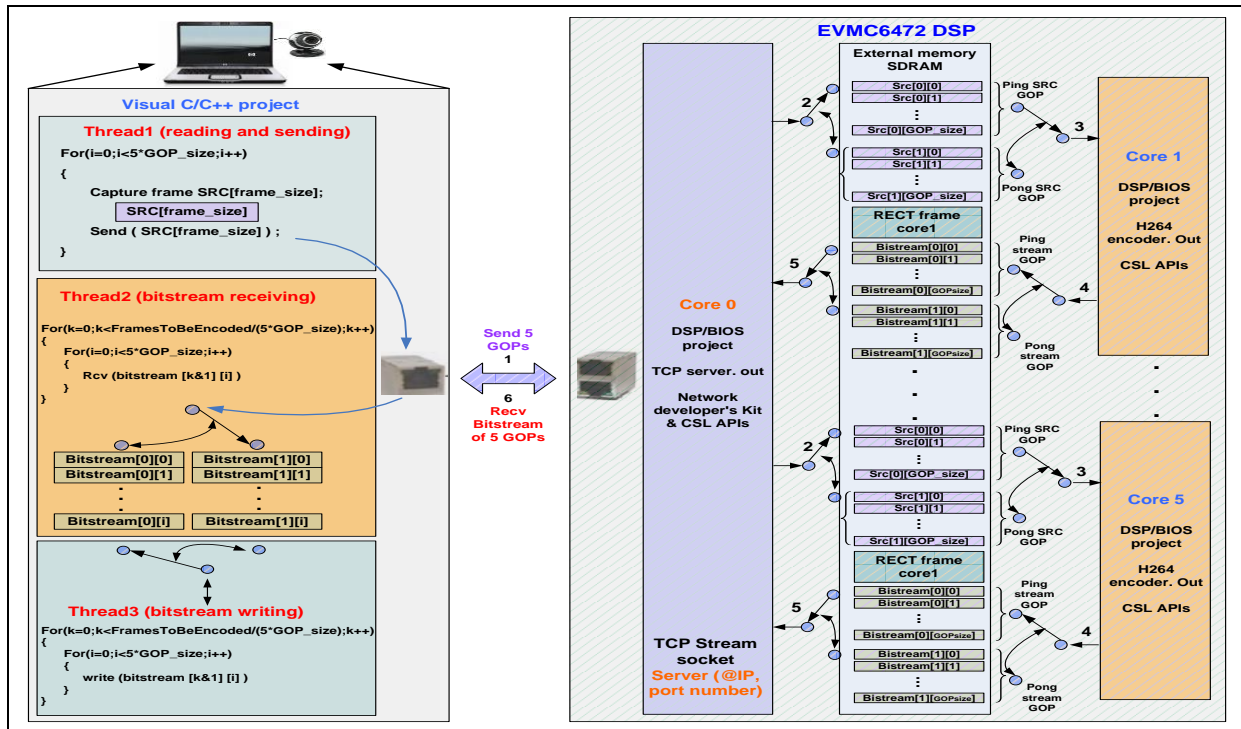 Visual C/C++ project
Thread1 (reading and sending)
For(i=0;i<5*GOP_size;i++)
{
Capture frame SRC[frame_size];
SRC[frame_size]
Send ( SRC[frame_size] ) ;
}
Thread2 (bitstream receiving)
For(k=0;k<FramesToBeEncoded/(5*GOP_size);k++)
{
For(i=0;i<5*GOP_size;i++)
{
Rcv (bitstream [k&1] [i] )
}
}
Bitstream[0][0]
Bitstream[0][1]
Bitstream[0][i]
Bitstream[1][0]
Bitstream[1][1]
Bitstream[1][i]
Thread3 (bitstream writing)
For(k=0;k<FramesToBeEncoded/(5*GOP_size);k++)
{
For(i=0;i<5*GOP_size;i++)
{
write (bitstream [k&1] [i] )
}
}
Send 5
GOPs
1
6
Recv
Bitstream
of 5 GOPs
EVMC6472 DSP
Core 0
DSP/BIOS
project
TCP server. out
Network
developer's Kit
& CSL APIs
TCP Stream
socket
Server (@IP,
port number)
External memory
SDRAM
2
Src[0][0]
Src[0][1]
Src[0][GOP_size]
Src[1][0]
Src[1][1]
Src[1][GOP_size]
RECT frame
core1
5
Bistream[0][0]
Bistream[0][1]
Bistream[0][GOPsize]
Bistream[1][0]
Bistream[1][1]
Bistream[1][GOPsize]
Ping SRC
GOP
3
Pong SRC
GOP
Ping
stream
GOP
4
Pong
stream
GOP
Core 1
DSP/BIOS
project
H264
encoder. Out
CSL APIs
2
Src[0][0]
Src[0][1]
Src[0][GOP_size]
Src[1][0]
Src[1][1]
Src[1][GOP_size]
RECT frame
core1
5
Bistream[0][0]
Bistream[0][1]
Bistream[0][GOPsize]
Bistream[1][0]
Bistream[1][1]
Bistream[1][GOPsize]
Ping SRC
GOP
3
Pong SRC
GOP
Ping
stream
GOP
4
Pong
stream
GOP
Core 5
DSP/BIOS
project
H264
encoder. Out
CSL APIs